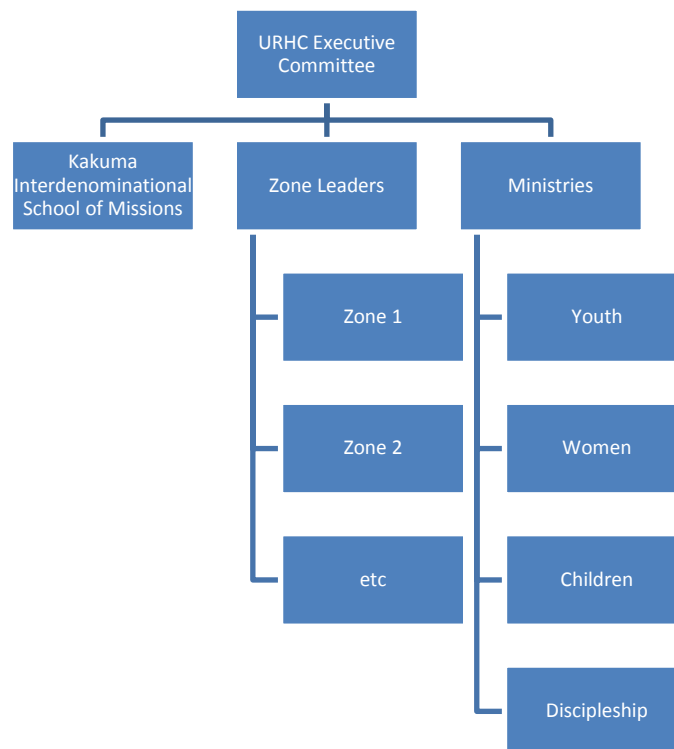 URHC Executive
Committee
Kakuma
Interdenominational
School of Missions
Zone Leaders
Ministries
Zone 1
Youth
Zone 2
Women
etc
Children
Discipleship